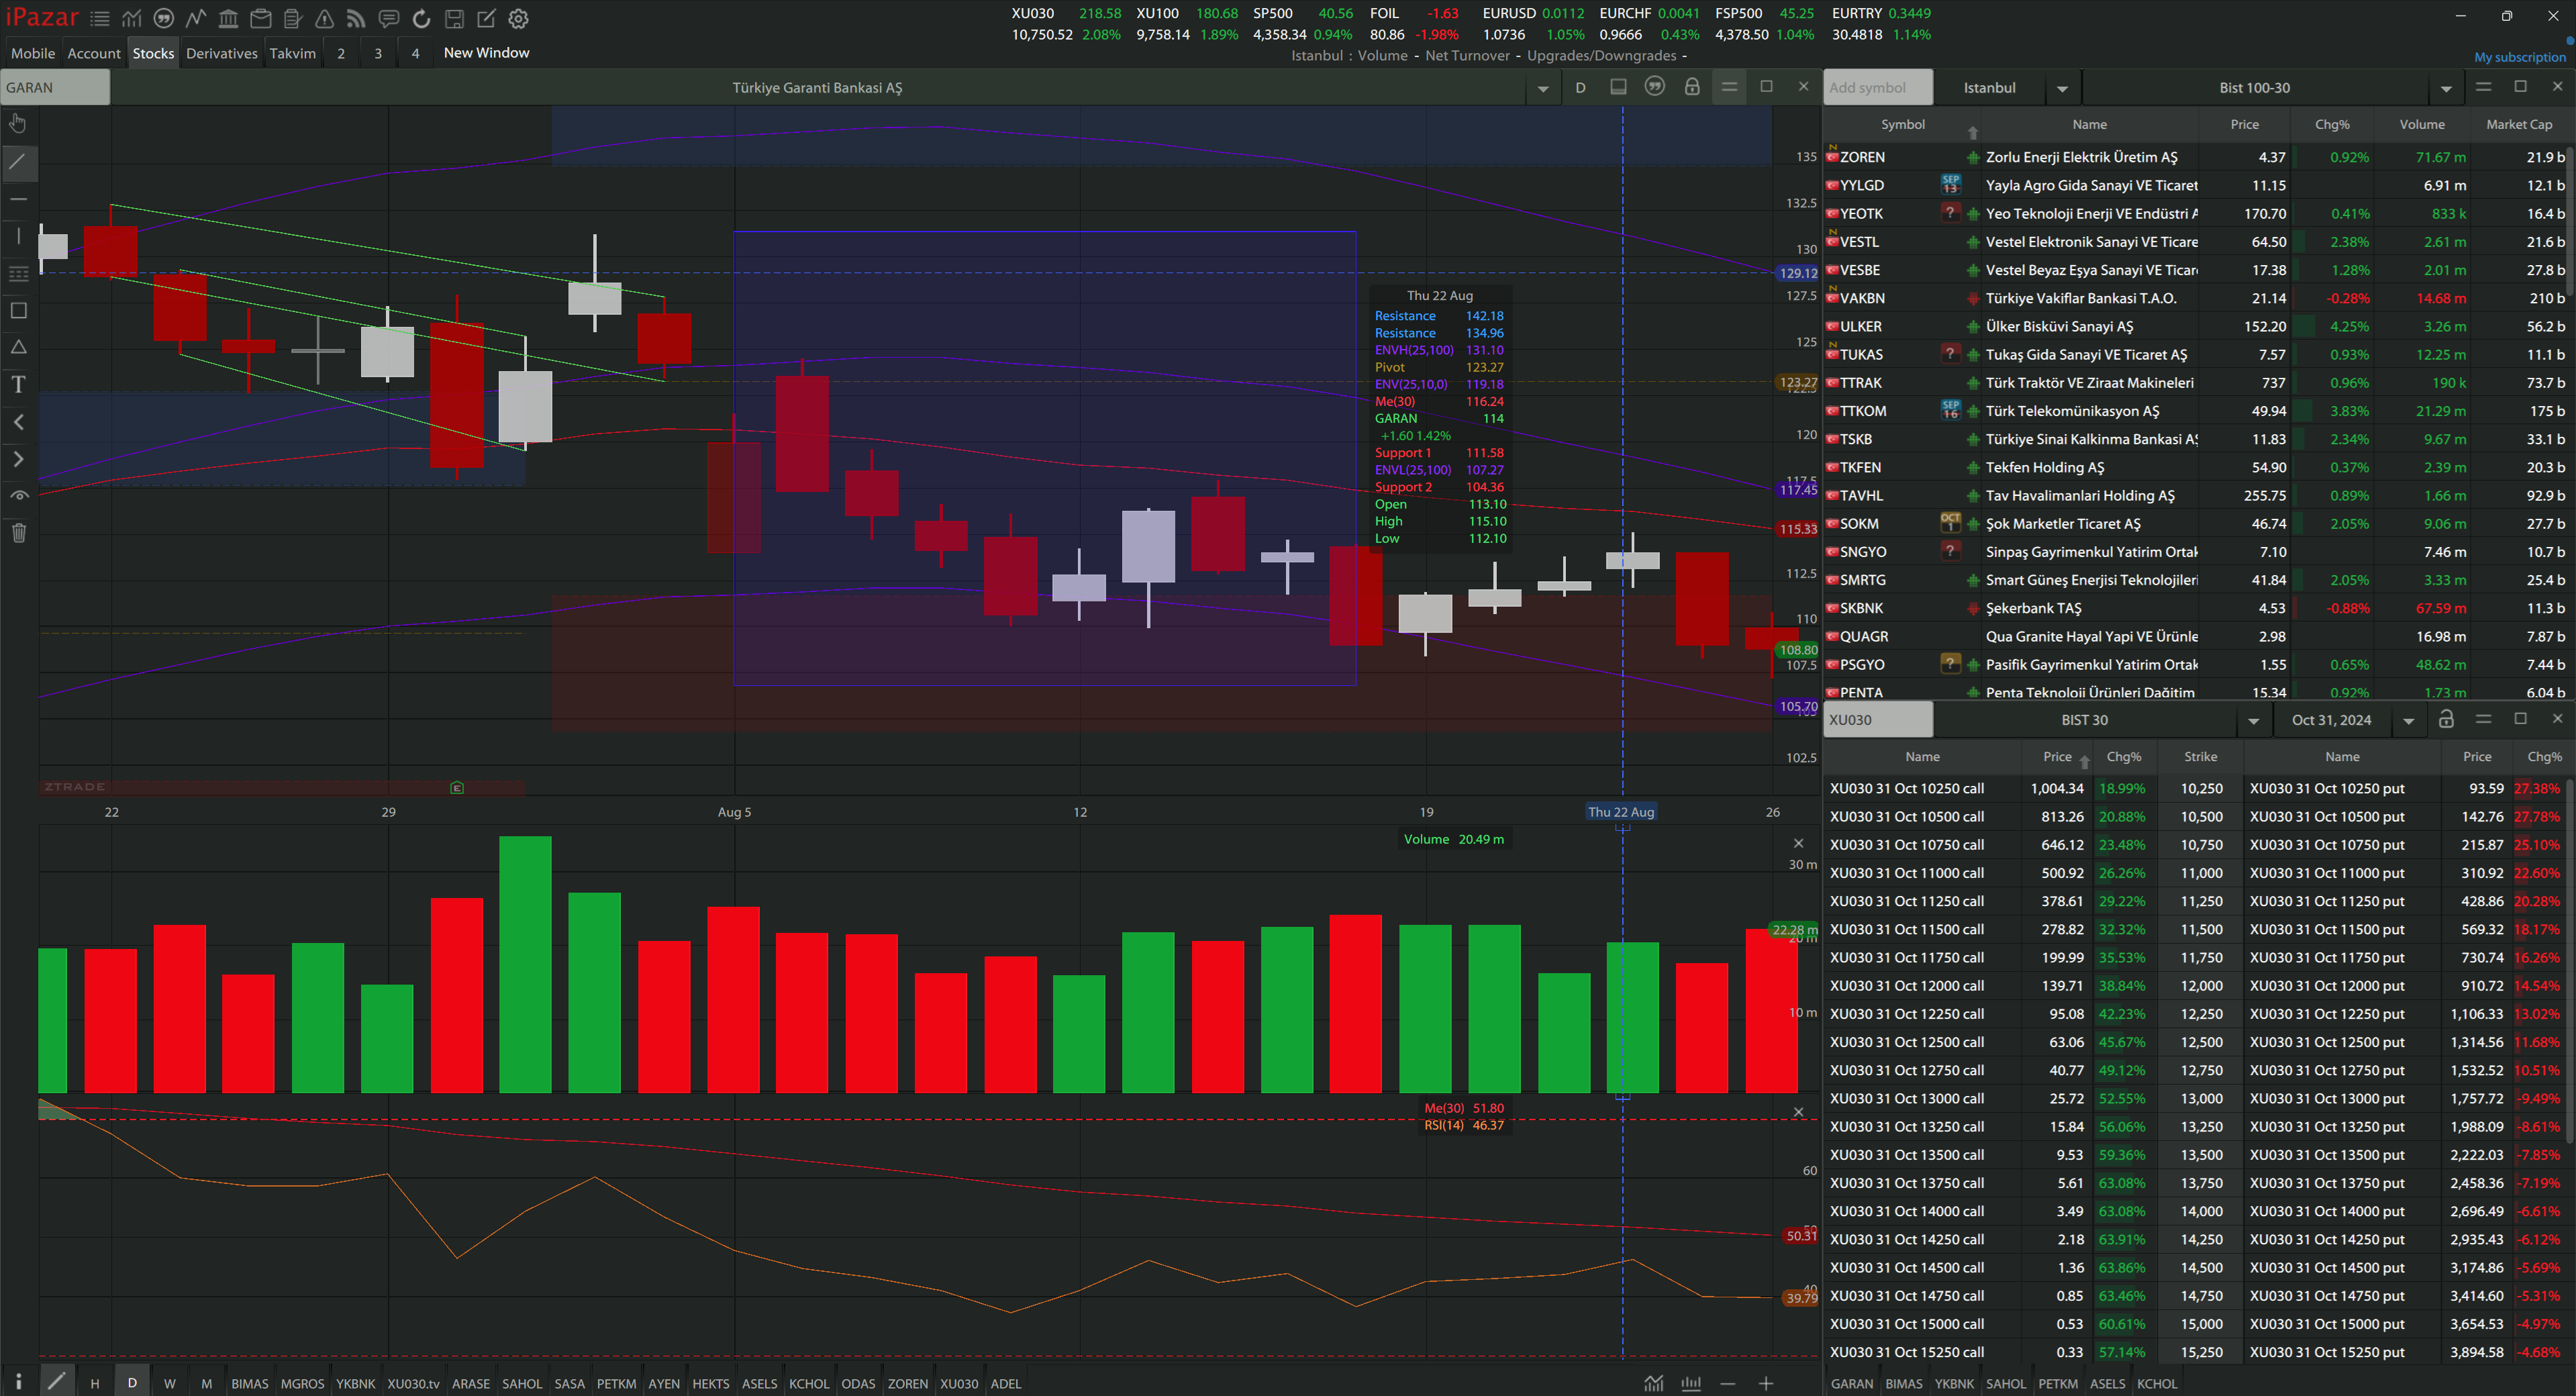 iPazar
XU030 218.58 XU100 180.68 SP500 40.56 FOIL -1.63 EURUSD 0.0112 EURCHF 0.0041 FSP500 45.25 EURTRY 0.3449
10,750.52 2.08% 9,758.14 1.89% 4,358.34 0.94% 80.86 -1.98% 1.0736 1.05% 0.9666 0.43% 4,378.50 1.04% 30.4818 1.14%
Mobile Account Stocks Derivatives Takvim 2 3 4 New Window
Istanbul : Volume - Net Turnover - Upgrades/Downgrades -
My subscription
GARAN Türkiye Garanti Bankasi AŞ D
135
132.5
130
129.12
127.5
125
123.27
122.5
120
117.5
117.45
115.33
112.5
110
108.80
107.5
105.70
105
102.5
Thu 22 Aug
Resistance 142.18
Resistance 134.96
ENVH(25,100) 131.10
Pivot 123.27
ENV(25,10,0) 119.18
Me(30) 116.24
GARAN 114
+1.60 1.42%
Support 1 111.58
ENVL(25,100) 107.27
Support 2 104.36
Open 113.10
High 115.10
Low 112.10
ZTRADE
E
22 29 Aug 5 12 19 Thu 22 Aug 26
Volume 20.49 m
30 m
22.28 m
20 m
10 m
Me(30) 51.80
RSI(14) 46.37
60
50
50.31
40
39.79
H D W M BIMAS MGROS YKBNK XU030.tv ARASE SAHOL SASA PETKM AYEN HEKTS ASELS KCHOL ODAS ZOREN XU030 ADEL
Add symbol Istanbul Bist 100-30
Symbol Name Price Chg% Volume Market Cap
N ZOREN Zorlu Enerji Elektrik Üretim AŞ 4.37 0.92% 71.67 m 21.9 b
YYLGD SEP 13 Yayla Agro Gida Sanayi VE Ticaret 11.15 6.91 m 12.1 b
YEOTK ? Yeo Teknoloji Enerji VE Endüstri A 170.70 0.41% 833 k 16.4 b
N VESTL Vestel Elektronik Sanayi VE Ticare 64.50 2.38% 2.61 m 21.6 b
VESBE Vestel Beyaz Eşya Sanayi VE Ticar 17.38 1.28% 2.01 m 27.8 b
N VAKBN Türkiye Vakiflar Bankasi T.A.O. 21.14 -0.28% 14.68 m 210 b
ULKER Ülker Bisküvi Sanayi AŞ 152.20 4.25% 3.26 m 56.2 b
N TUKAS ? Tukaş Gida Sanayi VE Ticaret AŞ 7.57 0.93% 12.25 m 11.1 b
TTRAK Türk Traktör VE Ziraat Makineleri 737 0.96% 190 k 73.7 b
TTKOM SEP 16 Türk Telekomünikasyon AŞ 49.94 3.83% 21.29 m 175 b
TSKB Türkiye Sinai Kalkinma Bankasi AŞ 11.83 2.34% 9.67 m 33.1 b
TKFEN Tekfen Holding AŞ 54.90 0.37% 2.39 m 20.3 b
TAVHL Tav Havalimanlari Holding AŞ 255.75 0.89% 1.66 m 92.9 b
SOKM OCT 1 Şok Marketler Ticaret AŞ 46.74 2.05% 9.06 m 27.7 b
SNGYO ? Sinpaş Gayrimenkul Yatirim Ortak 7.10 7.46 m 10.7 b
SMRTG Smart Güneş Enerjisi Teknolojileri 41.84 2.05% 3.33 m 25.4 b
SKBNK Şekerbank TAŞ 4.53 -0.88% 67.59 m 11.3 b
QUAGR Qua Granite Hayal Yapi VE Ürünle 2.98 16.98 m 7.87 b
PSGYO ? Pasifik Gayrimenkul Yatirim Ortak 1.55 0.65% 48.62 m 7.44 b
PENTA Penta Teknoloji Ürünleri Dağitim 15.34 0.92% 1.73 m 6.04 b
XU030 BIST 30 Oct 31, 2024
Name Price Chg% Strike Name Price Chg%
XU030 31 Oct 10250 call 1,004.34 18.99% 10,250 XU030 31 Oct 10250 put 93.59 27.38%
XU030 31 Oct 10500 call 813.26 20.88% 10,500 XU030 31 Oct 10500 put 142.76 27.78%
XU030 31 Oct 10750 call 646.12 23.48% 10,750 XU030 31 Oct 10750 put 215.87 25.10%
XU030 31 Oct 11000 call 500.92 26.26% 11,000 XU030 31 Oct 11000 put 310.92 22.60%
XU030 31 Oct 11250 call 378.61 29.22% 11,250 XU030 31 Oct 11250 put 428.86 20.28%
XU030 31 Oct 11500 call 278.82 32.32% 11,500 XU030 31 Oct 11500 put 569.32 18.17%
XU030 31 Oct 11750 call 199.99 35.53% 11,750 XU030 31 Oct 11750 put 730.74 16.26%
XU030 31 Oct 12000 call 139.71 38.84% 12,000 XU030 31 Oct 12000 put 910.72 14.54%
XU030 31 Oct 12250 call 95.08 42.23% 12,250 XU030 31 Oct 12250 put 1,106.33 13.02%
XU030 31 Oct 12500 call 63.06 45.67% 12,500 XU030 31 Oct 12500 put 1,314.56 11.68%
XU030 31 Oct 12750 call 40.77 49.12% 12,750 XU030 31 Oct 12750 put 1,532.52 10.51%
XU030 31 Oct 13000 call 25.72 52.55% 13,000 XU030 31 Oct 13000 put 1,757.72 -9.49%
XU030 31 Oct 13250 call 15.84 56.06% 13,250 XU030 31 Oct 13250 put 1,988.09 -8.61%
XU030 31 Oct 13500 call 9.53 59.36% 13,500 XU030 31 Oct 13500 put 2,222.03 -7.85%
XU030 31 Oct 13750 call 5.61 63.08% 13,750 XU030 31 Oct 13750 put 2,458.36 -7.19%
XU030 31 Oct 14000 call 3.49 63.08% 14,000 XU030 31 Oct 14000 put 2,696.49 -6.61%
XU030 31 Oct 14250 call 2.18 63.91% 14,250 XU030 31 Oct 14250 put 2,935.43 -6.12%
XU030 31 Oct 14500 call 1.36 63.86% 14,500 XU030 31 Oct 14500 put 3,174.86 -5.69%
XU030 31 Oct 14750 call 0.85 63.46% 14,750 XU030 31 Oct 14750 put 3,414.60 -5.31%
XU030 31 Oct 15000 call 0.53 60.61% 15,000 XU030 31 Oct 15000 put 3,654.53 -4.97%
XU030 31 Oct 15250 call 0.33 57.14% 15,250 XU030 31 Oct 15250 put 3,894.58 -4.68%
GARAN BIMAS YKBNK SAHOL PETKM ASELS KCHOL